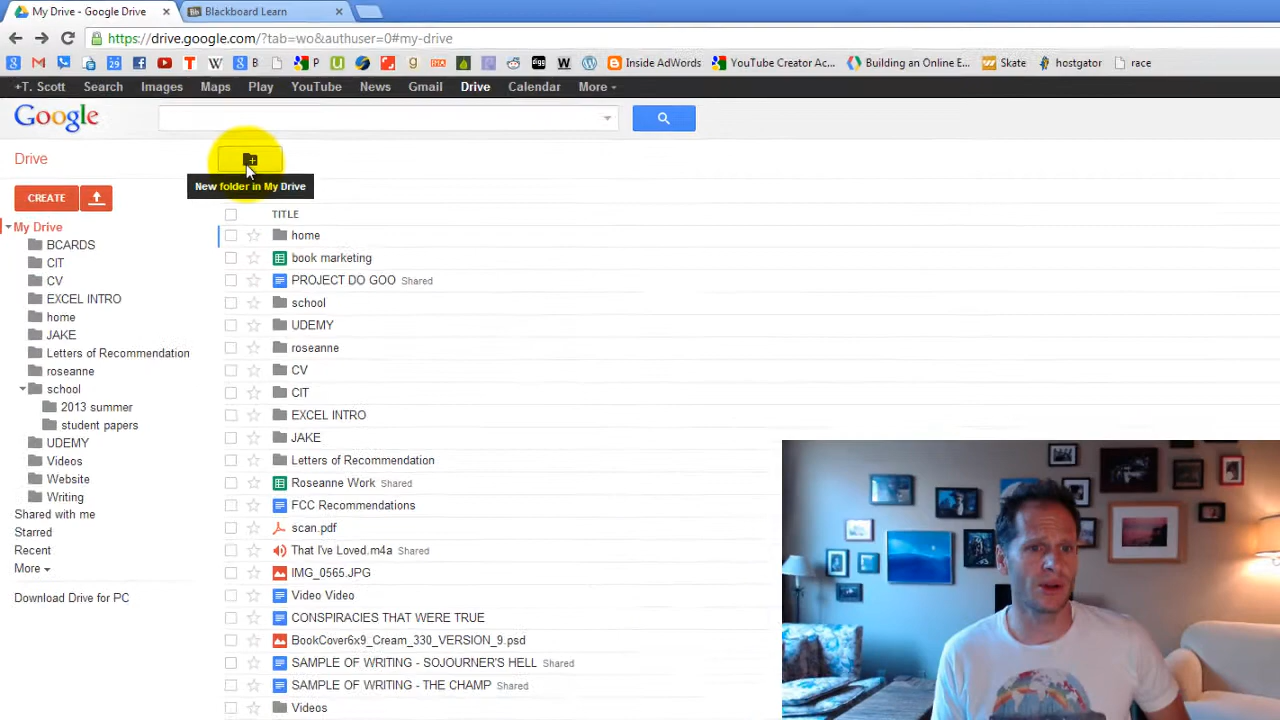 My Drive - Google Drive
Blackboard Learn
https://drive.google.com/?tab=wo&authuser=0#my-drive
B
P
Inside AdWords
YouTube Creator Ac...
Building an Online E...
Skate
hostgator
race
+T. Scott Search Images Maps Play YouTube News Gmail Drive Calendar More
Google
Drive
New folder in My Drive
CREATE
TITLE
My Drive
BCARDS
CIT
CV
EXCEL INTRO
home
JAKE
Letters of Recommendation
roseanne
school
2013 summer
student papers
UDEMY
Videos
Website
Writing
Shared with me
Starred
Recent
More
Download Drive for PC
home
book marketing
PROJECT DO GOO Shared
school
UDEMY
roseanne
CV
CIT
EXCEL INTRO
JAKE
Letters of Recommendation
Roseanne Work Shared
FCC Recommendations
scan.pdf
That I've Loved.m4a Shared
IMG_0565.JPG
Video Video
CONSPIRACIES THAT WERE TRUE
BookCover6x9_Cream_330_VERSION_9.psd
SAMPLE OF WRITING - SOJOURNER'S HELL Shared
SAMPLE OF WRITING - THE CHAMP Shared
Videos